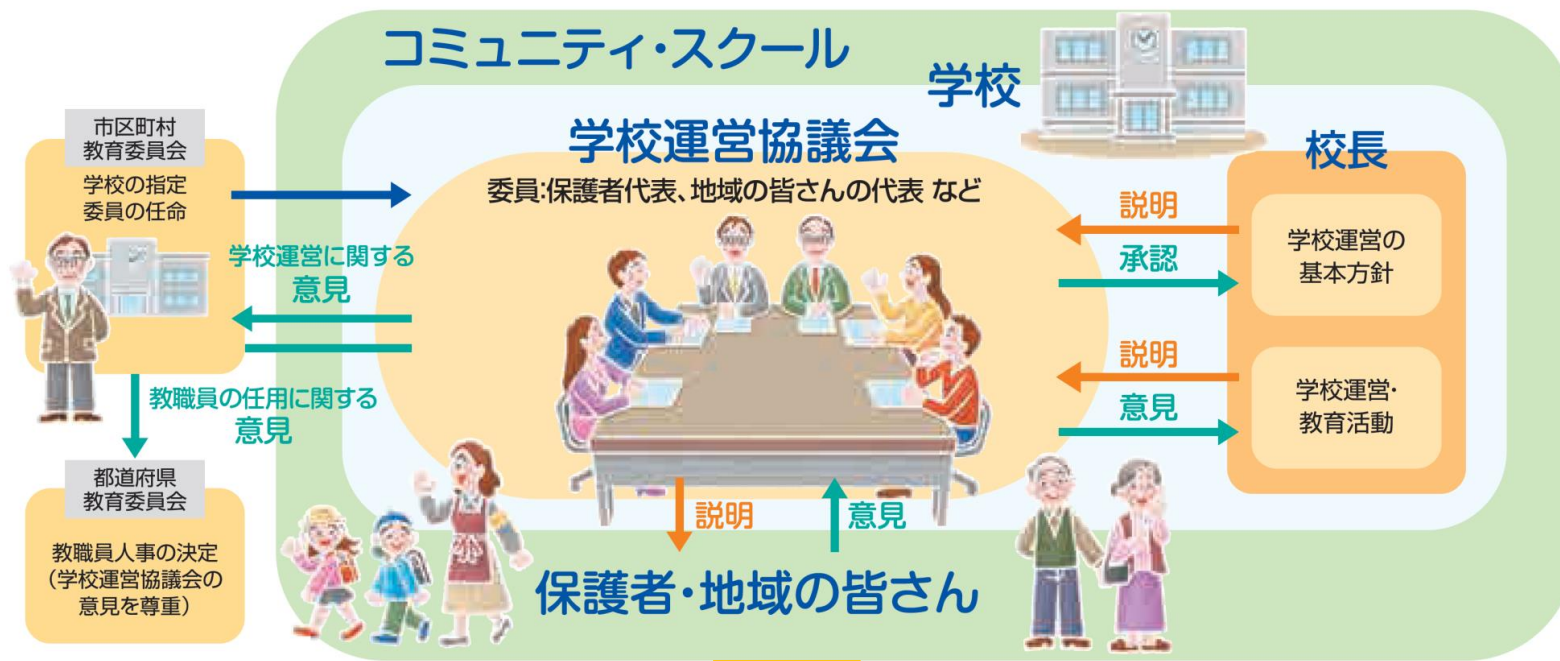 コミュニティ・スクール
学校
学校運営協議会
委員:保護者代表、地域の皆さんの代表 など
市区町村
教育委員会
学校の指定
委員の任命
学校運営に関する
意見
教職員の任用に関する
意見
都道府県
教育委員会
教職員人事の決定
(学校運営協議会の
意見を尊重)
校長
説明
承認
学校運営の
基本方針
説明
意見
学校運営・
教育活動
説明
意見
保護者・地域の皆さん